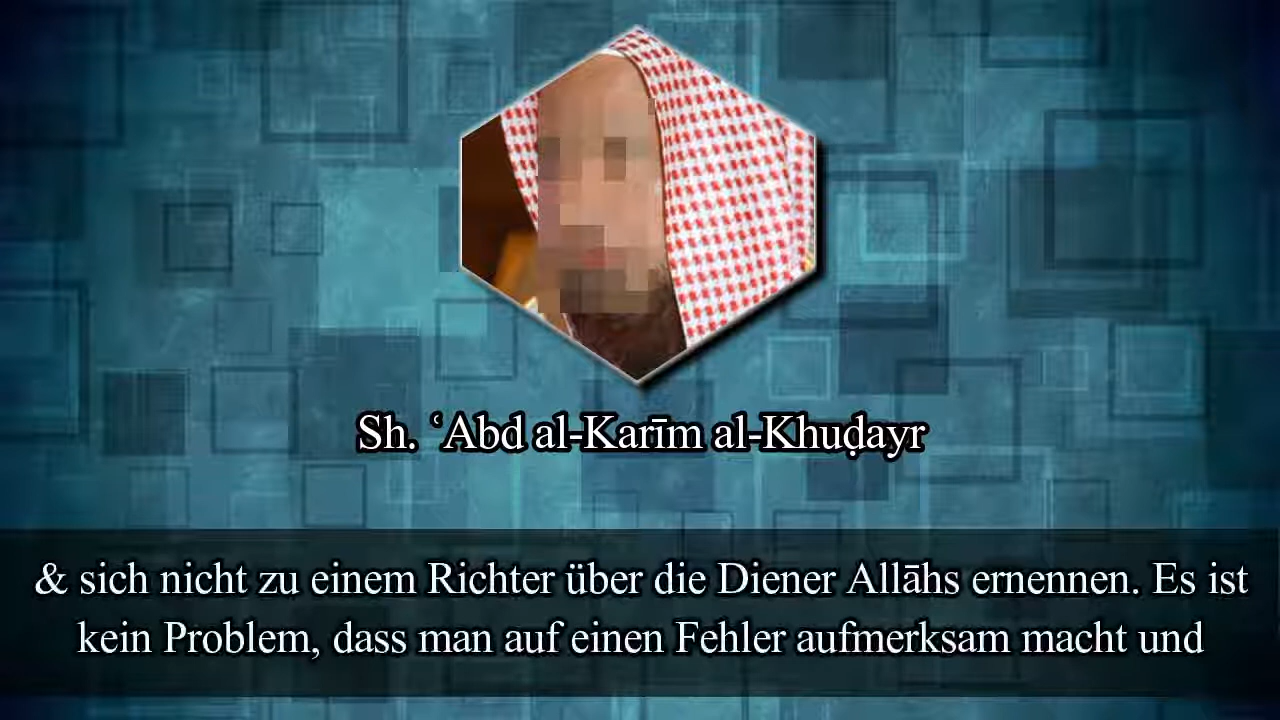 Sh. ʿAbd al-Karīm al-Khuḍayr
& sich nicht zu einem Richter über die Diener Allāhs ernennen. Es ist
kein Problem, dass man auf einen Fehler aufmerksam macht und